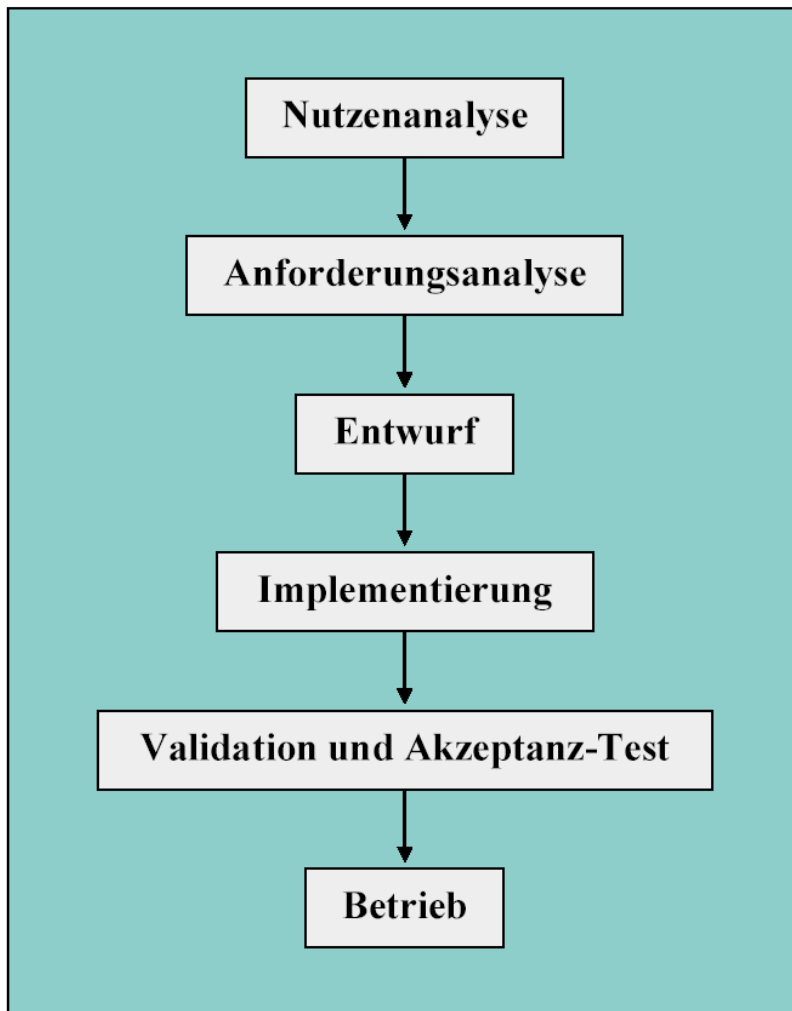 Nutzenanalyse
Anforderungsanalyse
Entwurf
Implementierung
Validation und Akzeptanz-Test
Betrieb